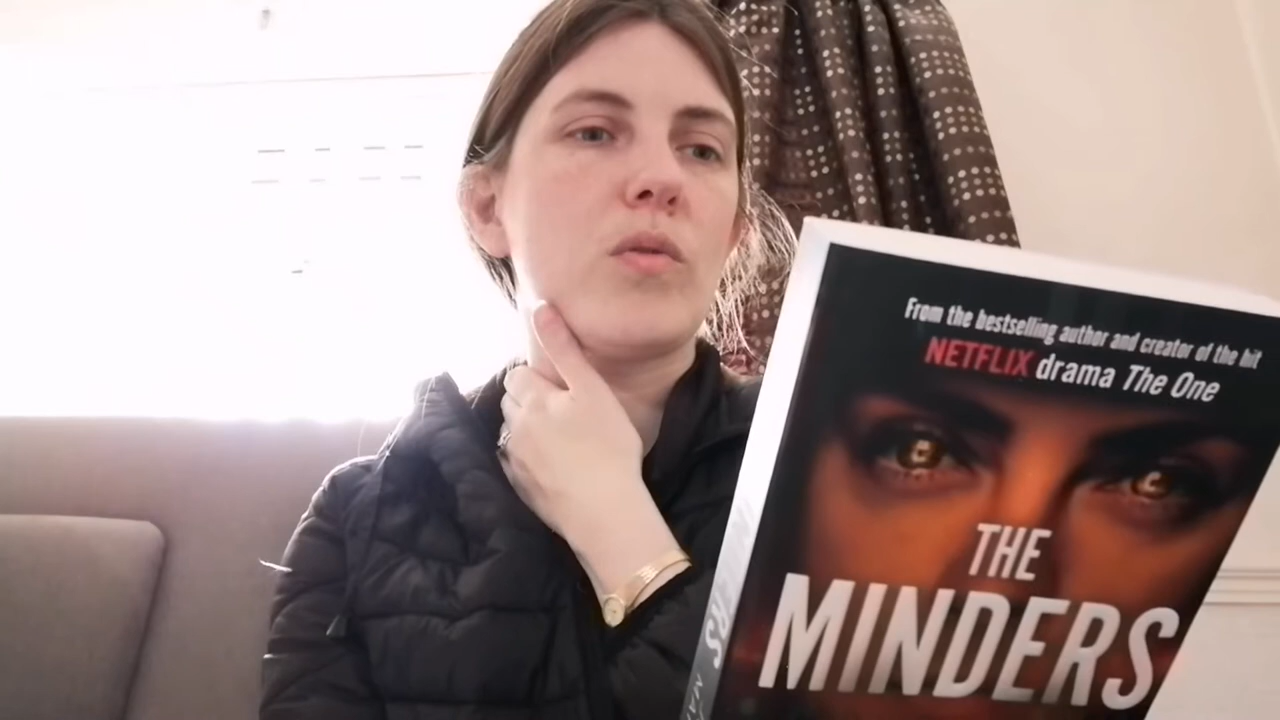 From the bestselling author and creator of the hit
NETFLIX drama The One
THE
MINDERS